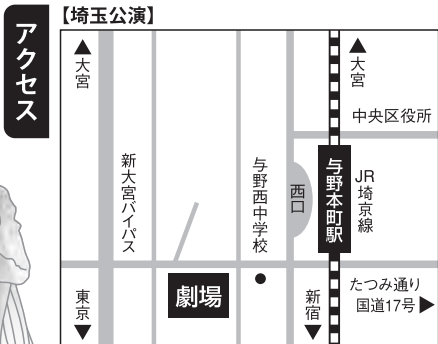 アクセス
【埼玉公演】
▲大宮
▲大宮
中央区役所
新大宮バイパス
与野西中学校
西口
与野本町駅
JR埼京線
劇場
東京▼
新宿▼
たつみ通り
国道17号▶